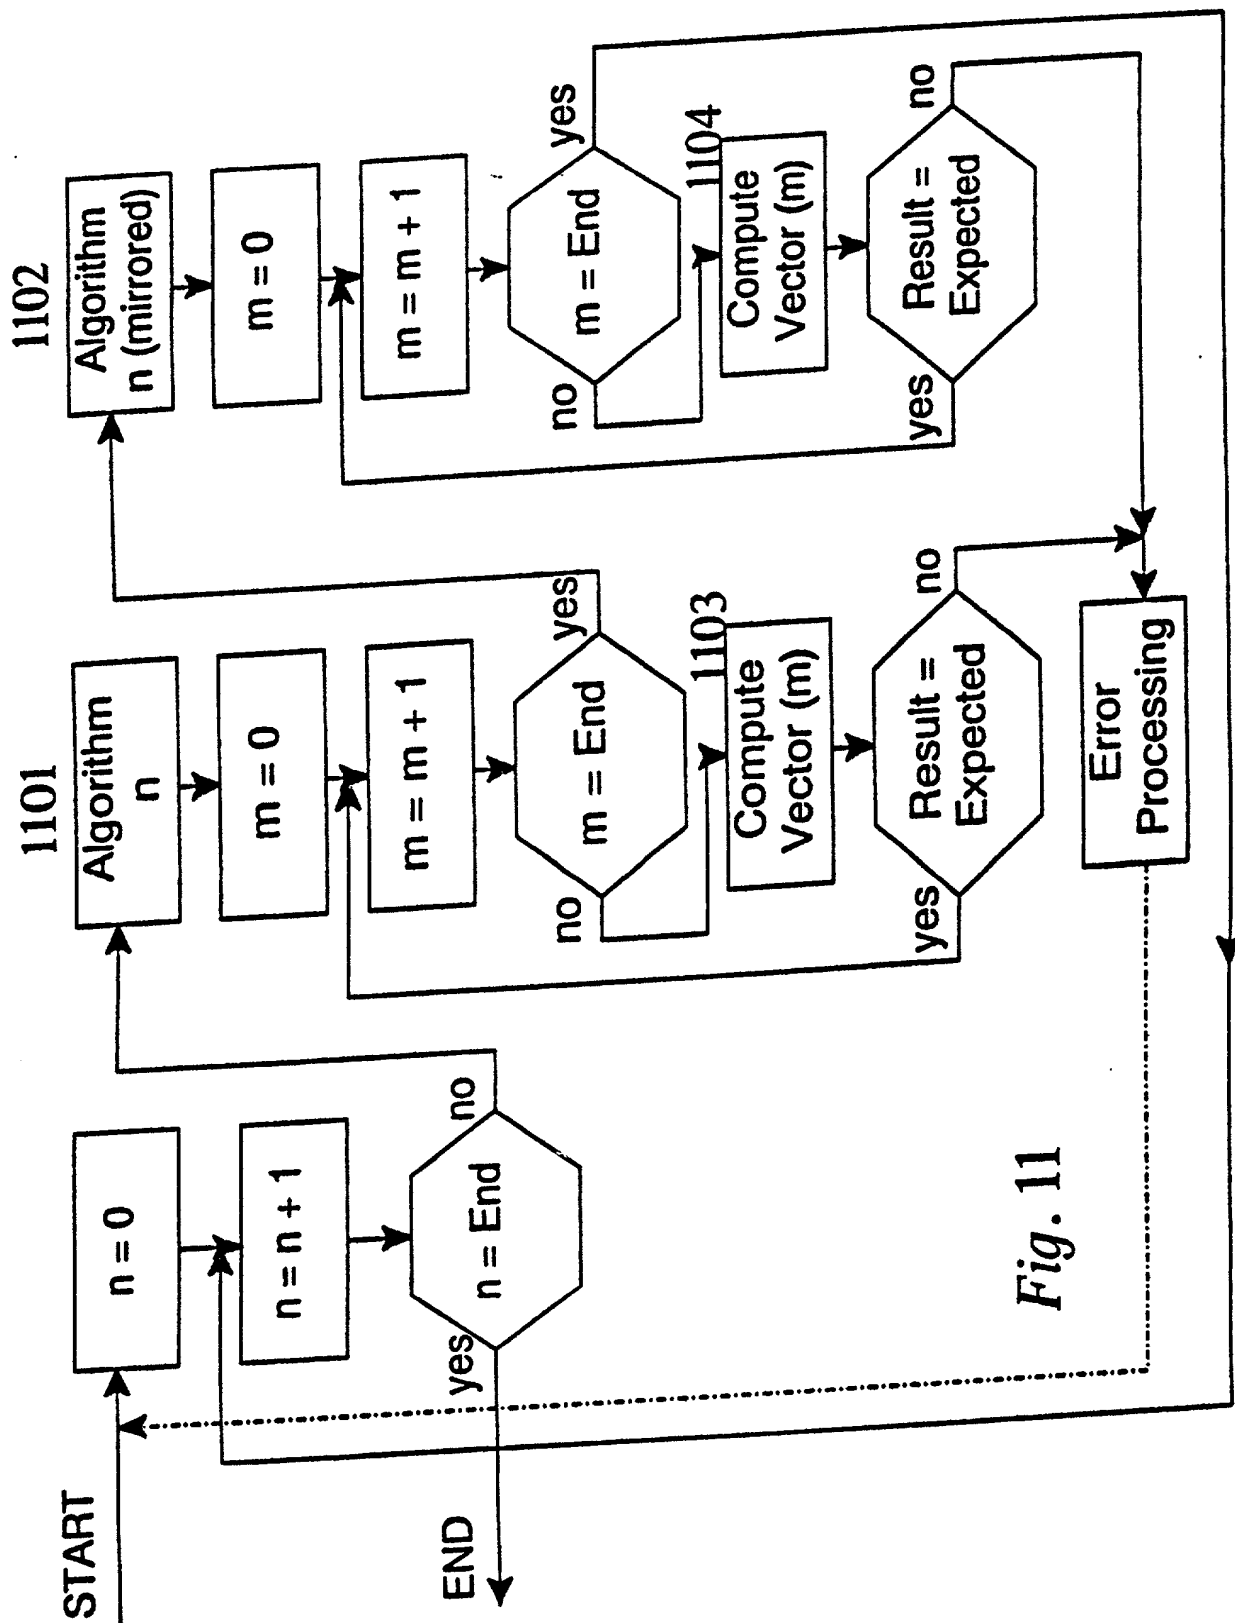 START
n = 0
n = n + 1
n = End
yes
no
END
1101
Algorithm
n
m = 0
m = m + 1
m = End
no
yes
1103
Compute
Vector (m)
Result =
Expected
yes
no
Error
Processing
1102
Algorithm
n (mirrored)
m = 0
m = m + 1
m = End
no
yes
1104
Compute
Vector (m)
Result =
Expected
yes
no
Fig. 11